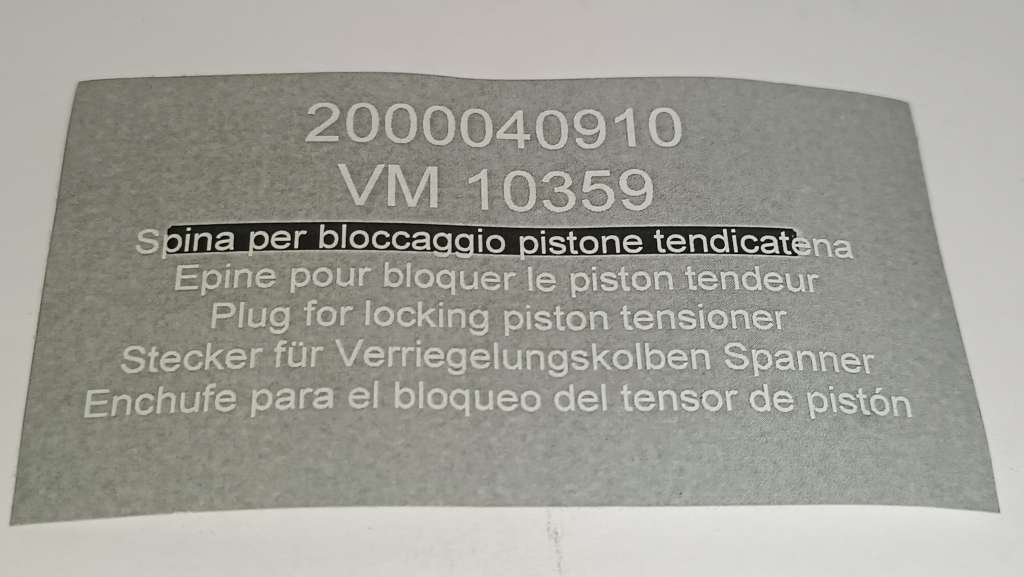 2000040910
VM 10359
Spina per bloccaggio pistone tendicatena
Epine pour bloquer le piston tendeur
Plug for locking piston tensioner
Stecker für Verriegelungskolben Spanner
Enchufe para el bloqueo del tensor de pistón